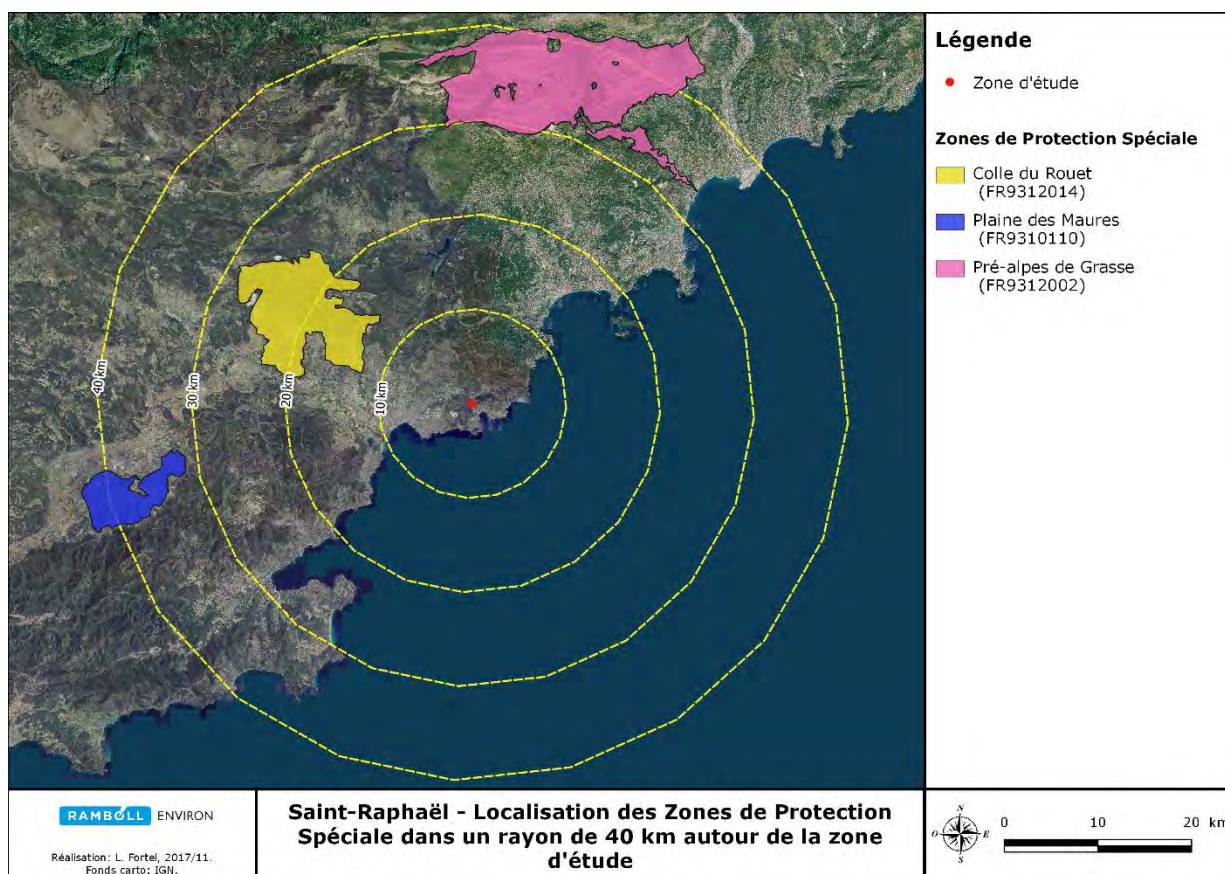 Légende
Zone d'étude
Zones de Protection Spéciale
Colle du Rouet
(FR9312014)
Plaine des Maures
(FR9310110)
Pré-alpes de Grasse
(FR9312002)
40 km
30 km
20 km
10 km
RAMBOLL ENVIRON
Réalisation: L. Fortel, 2017/11.
Fonds carto: IGN.
Saint-Raphaël - Localisation des Zones de Protection
Spéciale dans un rayon de 40 km autour de la zone
d'étude
N
O E
S
0 10 20 km